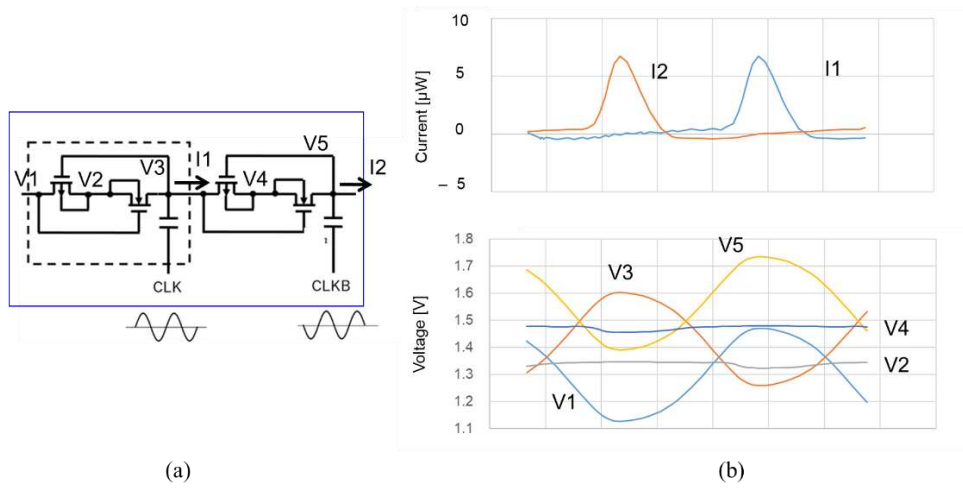 V1
V2
V3
I1
V4
V5
I2
1
CLK
CLKB
(a)
Current [μW]
10
5
0
– 5
I2
I1
Voltage [V]
1.8
1.7
1.6
1.5
1.4
1.3
1.2
1.1
V5
V3
V4
V2
V1
(b)